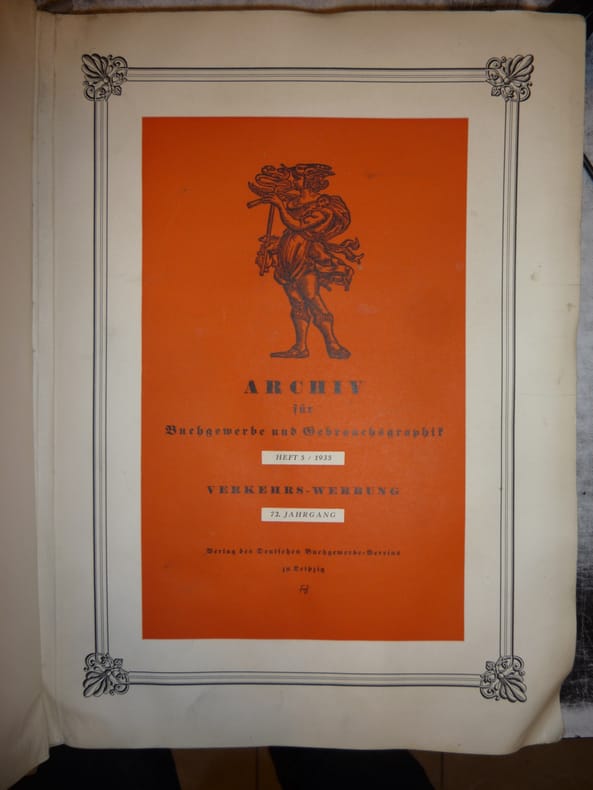 ARCHIV
für
Buchgewerbe und Gebrauchsgraphik
HEFT 5 / 1935
VERKEHRS-WERBUNG
72. JAHRGANG
Verlag des Deutschen Buchgewerbe-Vereins
zu Leipzig